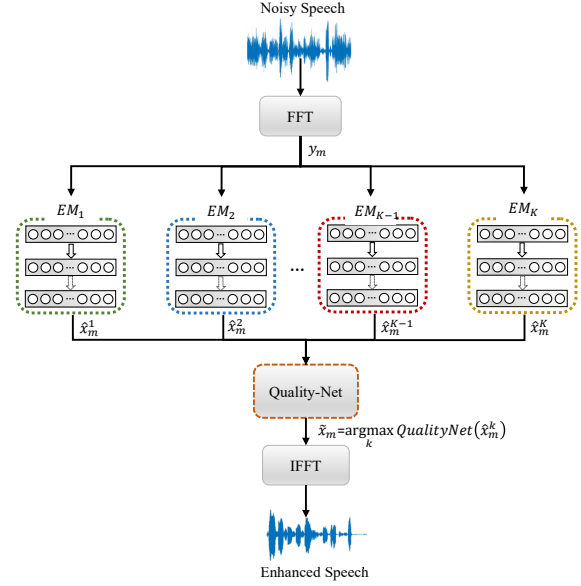 Noisy Speech
FFT
y_m
EM_1 EM_2 EM_{K−1} EM_K
...
x̂_m^1 x̂_m^2 x̂_m^{K−1} x̂_m^K
Quality-Net
x̃_m=argmax QualityNet(x̂_m^k)
k
IFFT
Enhanced Speech